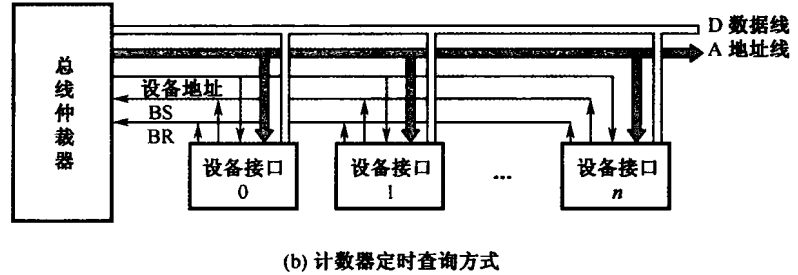 D 数据线
A 地址线
总线仲裁器
设备地址
BS
BR
设备接口
0
设备接口
1
...
设备接口
n
(b) 计数器定时查询方式